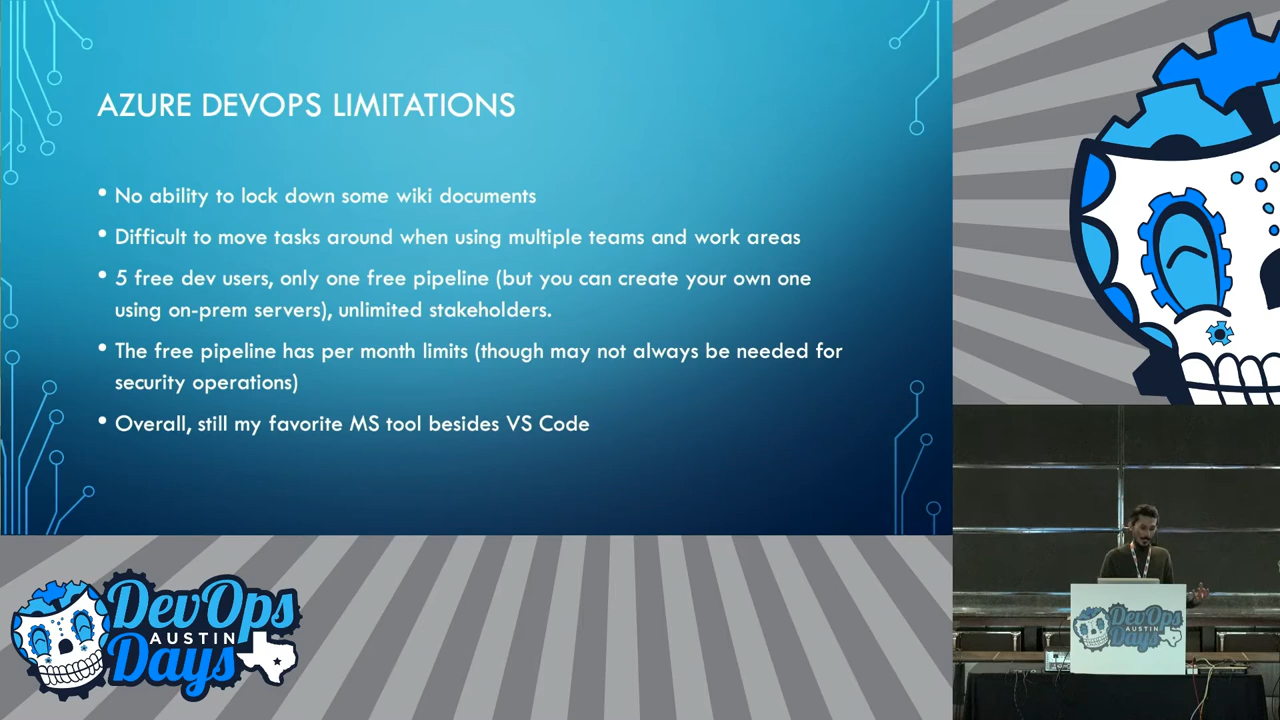 AZURE DEVOPS LIMITATIONS
• No ability to lock down some wiki documents
• Difficult to move tasks around when using multiple teams and work areas
• 5 free dev users, only one free pipeline (but you can create your own one
using on-prem servers), unlimited stakeholders.
• The free pipeline has per month limits (though may not always be needed for
security operations)
• Overall, still my favorite MS tool besides VS Code
DevOps
AUSTIN
Days
DevOps
AUSTIN
Days